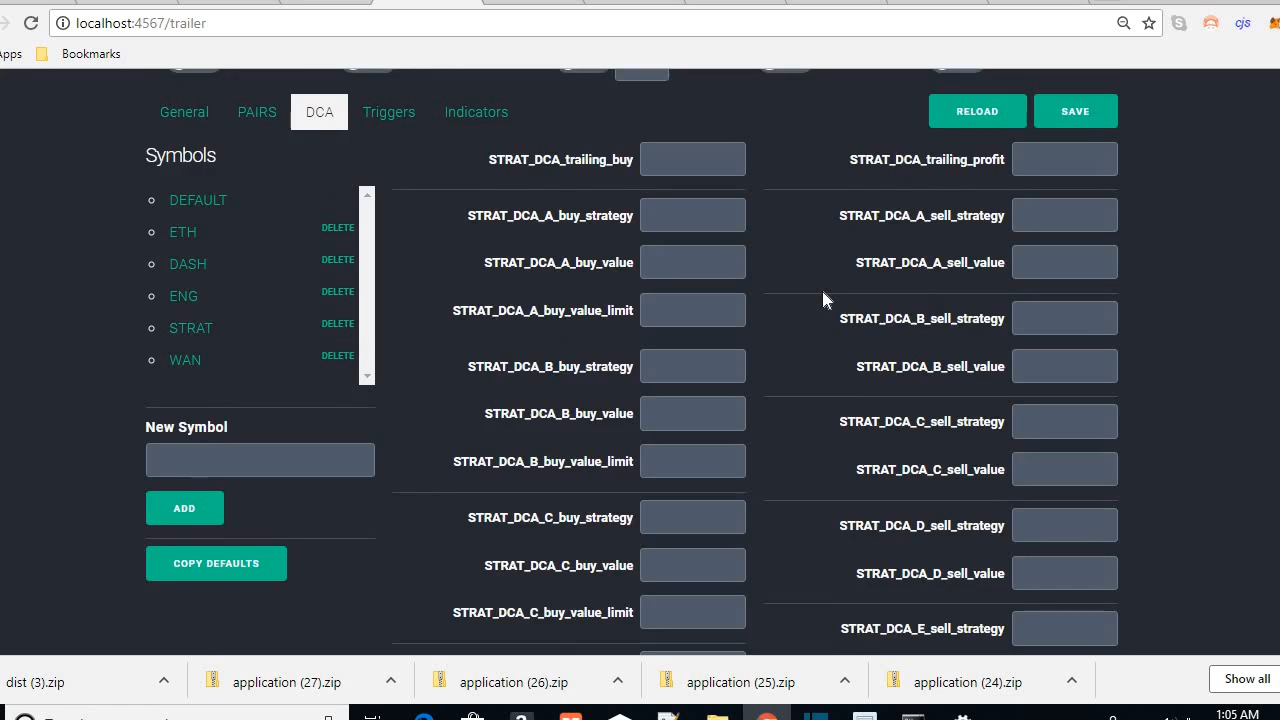 localhost:4567/trailer
cjs
Apps
Bookmarks
General PAIRS DCA Triggers Indicators RELOAD SAVE
Symbols
DEFAULT
ETH DELETE
DASH DELETE
ENG DELETE
STRAT DELETE
WAN DELETE
New Symbol
ADD
COPY DEFAULTS
STRAT_DCA_trailing_buy
STRAT_DCA_A_buy_strategy
STRAT_DCA_A_buy_value
STRAT_DCA_A_buy_value_limit
STRAT_DCA_B_buy_strategy
STRAT_DCA_B_buy_value
STRAT_DCA_B_buy_value_limit
STRAT_DCA_C_buy_strategy
STRAT_DCA_C_buy_value
STRAT_DCA_C_buy_value_limit
STRAT_DCA_trailing_profit
STRAT_DCA_A_sell_strategy
STRAT_DCA_A_sell_value
STRAT_DCA_B_sell_strategy
STRAT_DCA_B_sell_value
STRAT_DCA_C_sell_strategy
STRAT_DCA_C_sell_value
STRAT_DCA_D_sell_strategy
STRAT_DCA_D_sell_value
STRAT_DCA_E_sell_strategy
dist (3).zip application (27).zip application (26).zip application (25).zip application (24).zip Show all
1:05 AM